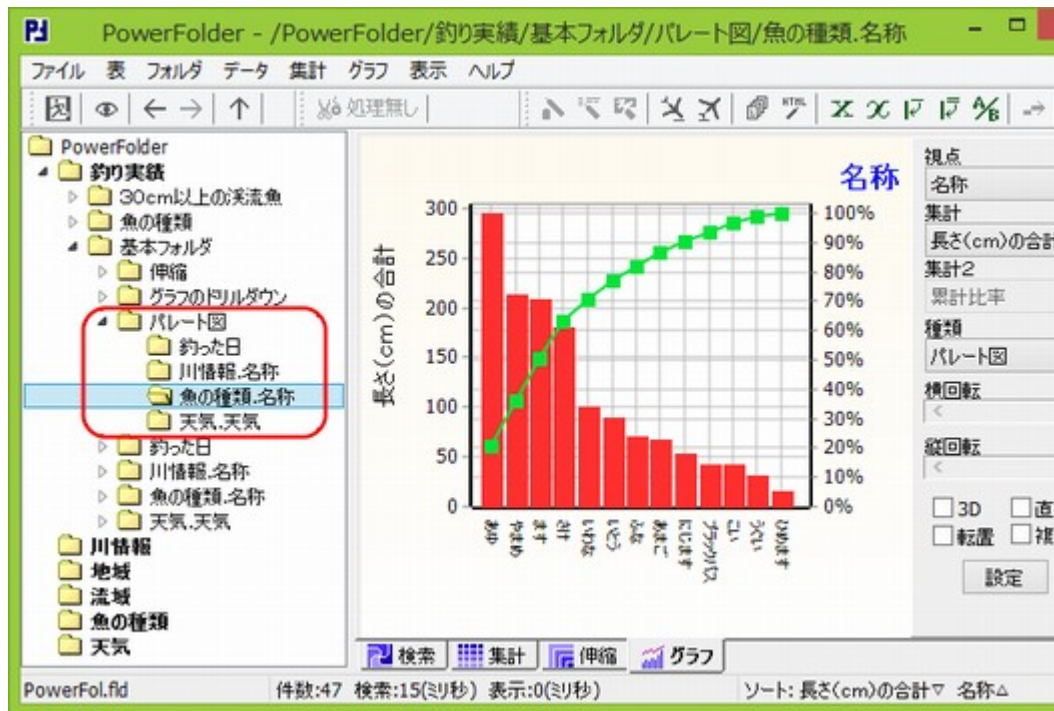 PowerFolder - /PowerFolder/釣り実績/基本フォルダ//パレート図/魚の種類.名称
ファイル 表 フォルダ データ 集計 グラフ 表示 ヘルプ
処理無し
HTML
A/B
PowerFolder
釣り実績
30cm以上の渓流魚
魚の種類
基本フォルダ
伸縮
グラフのドリルダウン
パレート図
釣った日
川情報.名称
魚の種類.名称
天気.天気
釣った日
川情報.名称
魚の種類.名称
天気.天気
川情報
地域
流域
魚の種類
天気
名称
長さ(cm)の合計
300
250
200
150
100
50
0
100%
90%
80%
70%
60%
50%
40%
30%
20%
10%
0%
あゆ
やまめ
ます
さけ
いわな
いとう
ふな
あまご
にじます
ブラックバス
こい
うぐい
ひめます
視点
名称
集計
長さ(cm)の合計
集計2
累計比率
種類
パレート図
横回転
縦回転
3D 直
転置 複
設定
検索 集計 伸縮 グラフ
PowerFol.fld 件数:47 検索:15(ミリ秒) 表示:0(ミリ秒) ソート: 長さ(cm)の合計▽ 名称△